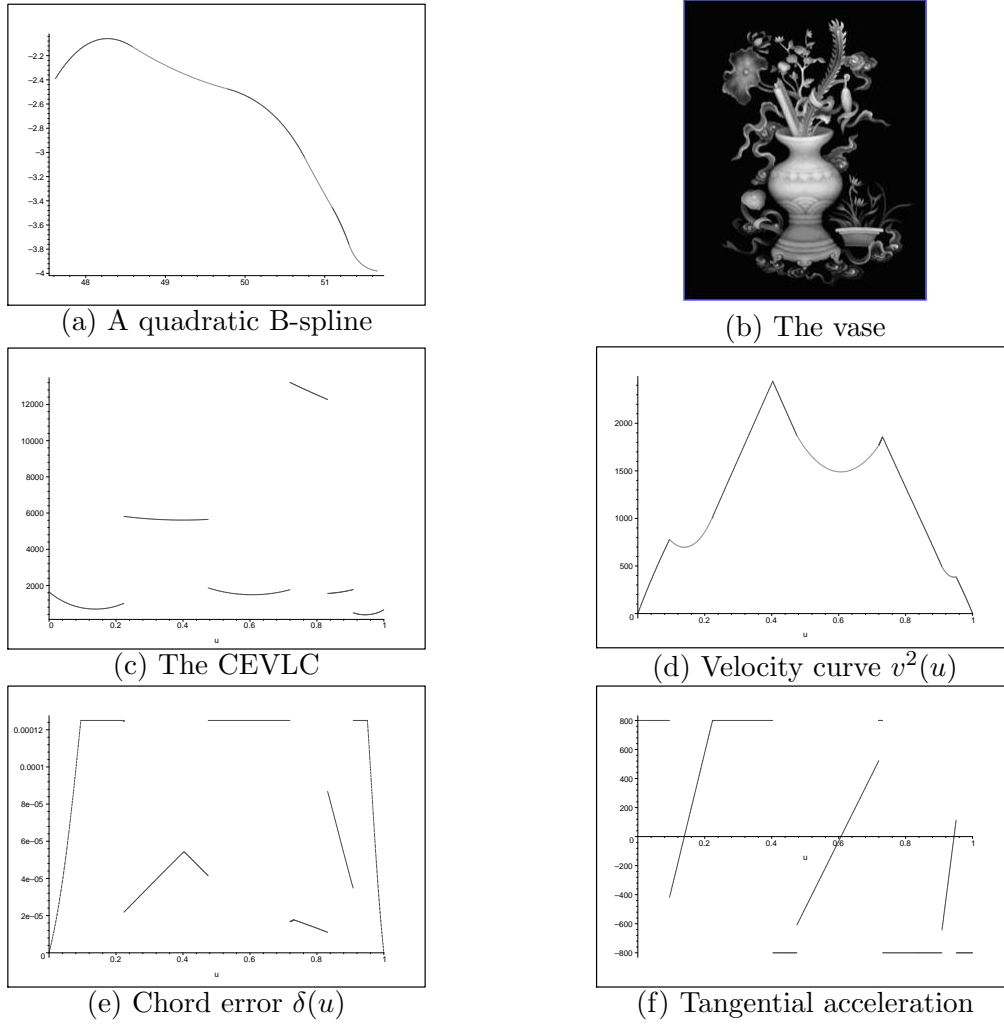 −2.2
−2.4
−2.6
−2.8
−3
−3.2
−3.4
−3.6
−3.8
−4
48 49 50 51
(a) A quadratic B-spline
(b) The vase
12000
10000
8000
6000
4000
2000
0 0.2 0.4 0.6 0.8 1
u
(c) The CEVLC
2000
1500
1000
500
0
0.2 0.4 0.6 0.8 1
u
(d) Velocity curve v²(u)
0.00012
0.0001
8e−05
6e−05
4e−05
2e−05
0
0.2 0.4 0.6 0.8 1
u
(e) Chord error δ(u)
800
600
400
200
0
0.2 0.4 0.6 0.8 1
u
−200
−400
−600
−800
(f) Tangential acceleration